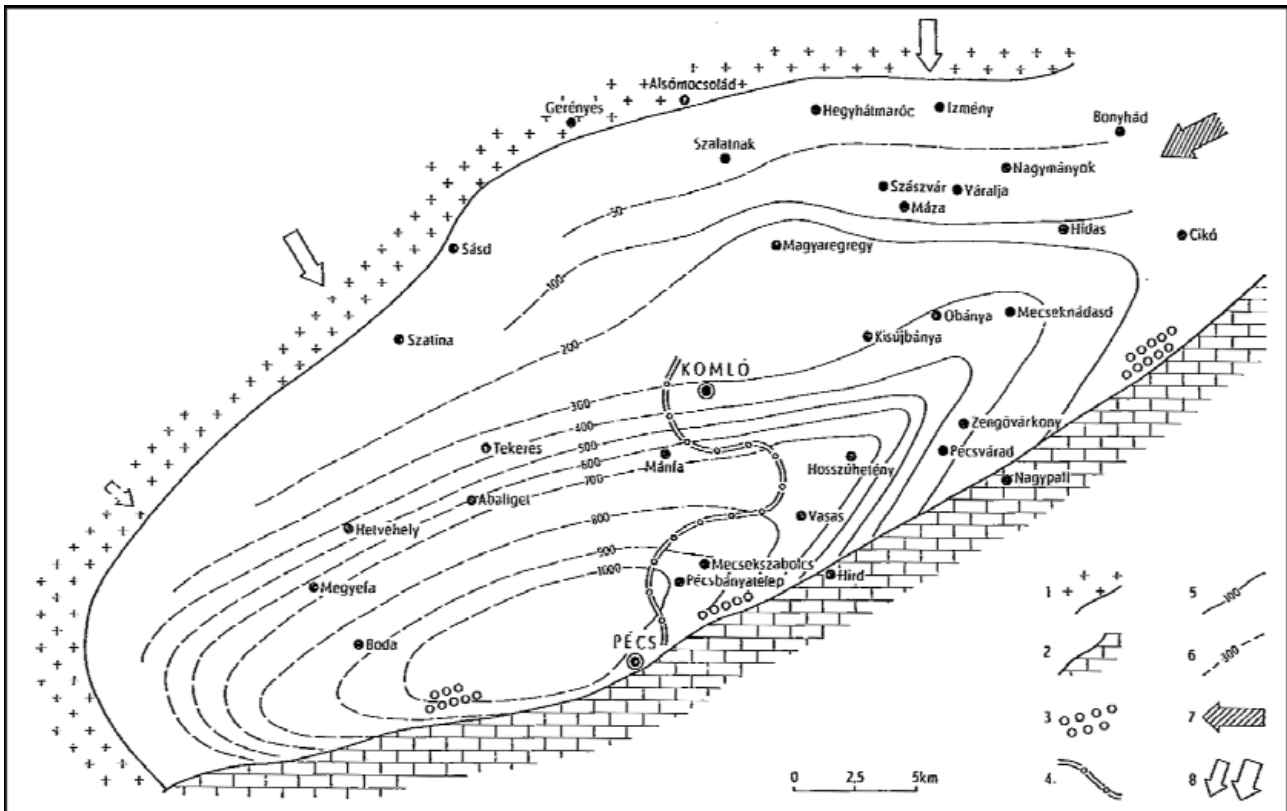 Alsómocsolád
Gerényes
Hegyhátmaróc
Izmény
Bonyhád
Szalatnak
Nagymányok
Szászvár
Váralja
Máza
50
Hidas
Cikó
Sásd
Magyaregregy
100
Óbánya
Mecseknádasd
Szatina
Kisújbánya
200
KOMLÓ
300
400
Zengővárkony
Tekeres
500
Mánfa
Hosszúhetény
Pécsvárad
600
700
Nagypall
Abaliget
Hetvehely
800
Vasas
900
Mecsekszabolcs
1000
Pécsbányatelep
Hird
Megyefa
Boda
PÉCS
1
5
100
2
6
300
3
7
0 2,5 5km
4
8